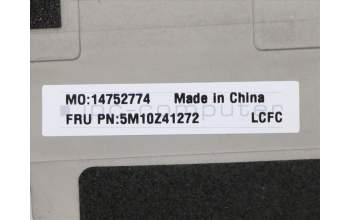 MO:14752774 Made in China
FRU PN:5M10Z41272 LCFC